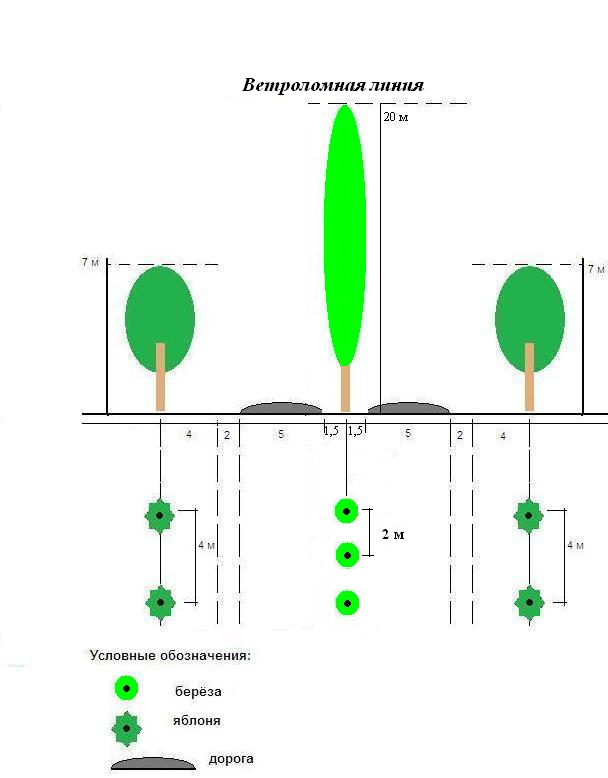 Ветроломная линия
20 м
7 м
7 м
4
2
5
1,5
1,5
5
2
4
2 м
4 м
4 м
Условные обозначения:
берёза
яблоня
дорога